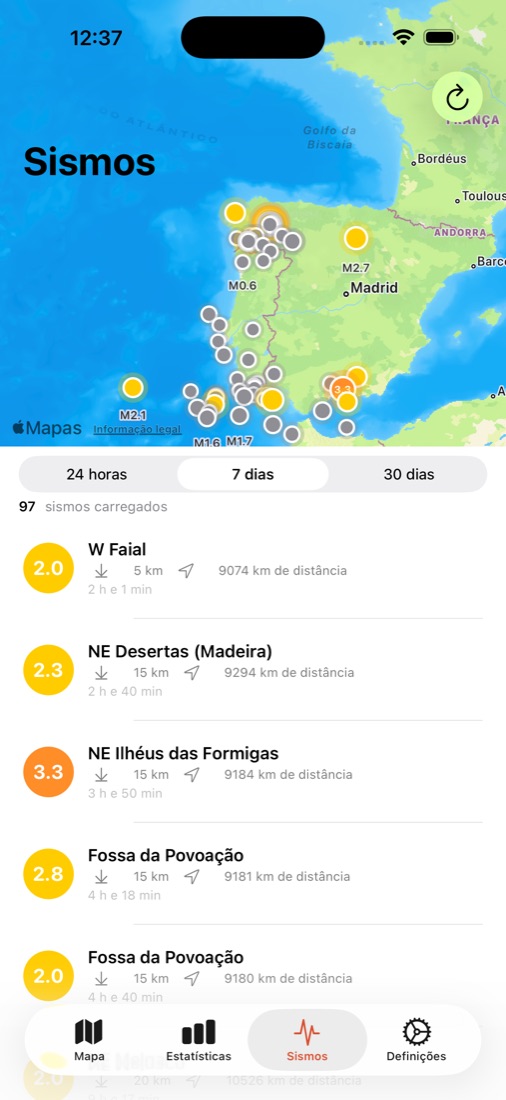 12:37
FRANÇA
Golfo da
Biscaia
Sismos
Bordéus
Toulous
ANDORRA
Barc
M2.7
M0.6
Madrid
3.3
M2.1
M1.6 M1.7
Mapas
Informação legal
24 horas
7 dias
30 dias
97 sismos carregados
2.0
W Faial
5 km 9074 km de distância
2 h e 1 min
2.3
NE Desertas (Madeira)
15 km 9294 km de distância
2 h e 40 min
3.3
NE Ilhéus das Formigas
15 km 9184 km de distância
3 h e 50 min
2.8
Fossa da Povoação
15 km 9181 km de distância
4 h e 18 min
2.0
Fossa da Povoação
15 km 9180 km de distância
4 h e 40 min
Mapa
Estatísticas
Sismos
Definições
2.0
20 km 10526 km de distância